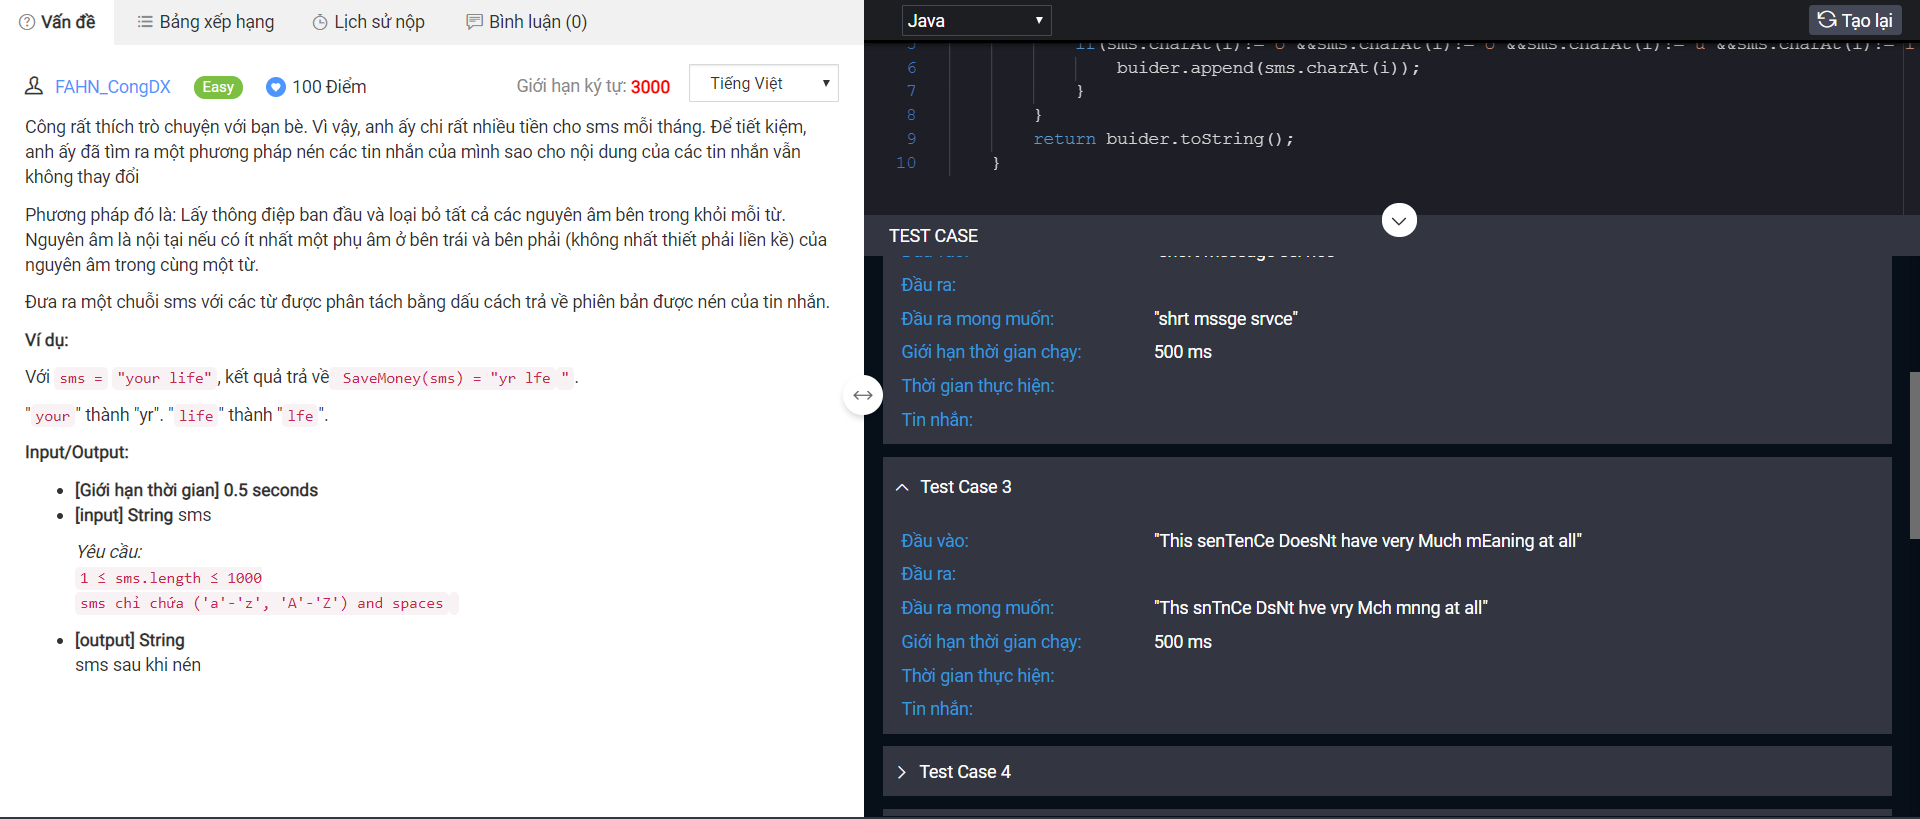 Vấn đề
Bảng xếp hạng
Lịch sử nộp
Bình luận (0)
FAHN_CongDX
Easy
100 Điểm
Giới hạn ký tự: 3000
Tiếng Việt
Công rất thích trò chuyện với bạn bè. Vì vậy, anh ấy chi rất nhiều tiền cho sms mỗi tháng. Để tiết kiệm,
anh ấy đã tìm ra một phương pháp nén các tin nhắn của mình sao cho nội dung của các tin nhắn vẫn
không thay đổi
Phương pháp đó là: Lấy thông điệp ban đầu và loại bỏ tất cả các nguyên âm bên trong khỏi mỗi từ.
Nguyên âm là nội tại nếu có ít nhất một phụ âm ở bên trái và bên phải (không nhất thiết phải liền kề) của
nguyên âm trong cùng một từ.
Đưa ra một chuỗi sms với các từ được phân tách bằng dấu cách trả về phiên bản được nén của tin nhắn.
Ví dụ:
Với sms = "your life", kết quả trả về SaveMoney(sms) = "yr lfe ".
"your" thành "yr". "life" thành "lfe".
Input/Output:
• [Giới hạn thời gian] 0.5 seconds
• [input] String sms
Yêu cầu:
1 ≤ sms.length ≤ 1000
sms chỉ chứa ('a'-'z', 'A'-'Z') and spaces
• [output] String
sms sau khi nén
Java
Tạo lại
6 buider.append(sms.charAt(i));
7 }
8 }
9 return buider.toString();
10 }
TEST CASE
Đầu ra:
Đầu ra mong muốn: "shrt mssge srvce"
Giới hạn thời gian chạy: 500 ms
Thời gian thực hiện:
Tin nhắn:
Test Case 3
Đầu vào: "This senTenCe DoesNt have very Much mEaning at all"
Đầu ra:
Đầu ra mong muốn: "Ths snTnCe DsNt hve vry Mch mnng at all"
Giới hạn thời gian chạy: 500 ms
Thời gian thực hiện:
Tin nhắn:
Test Case 4